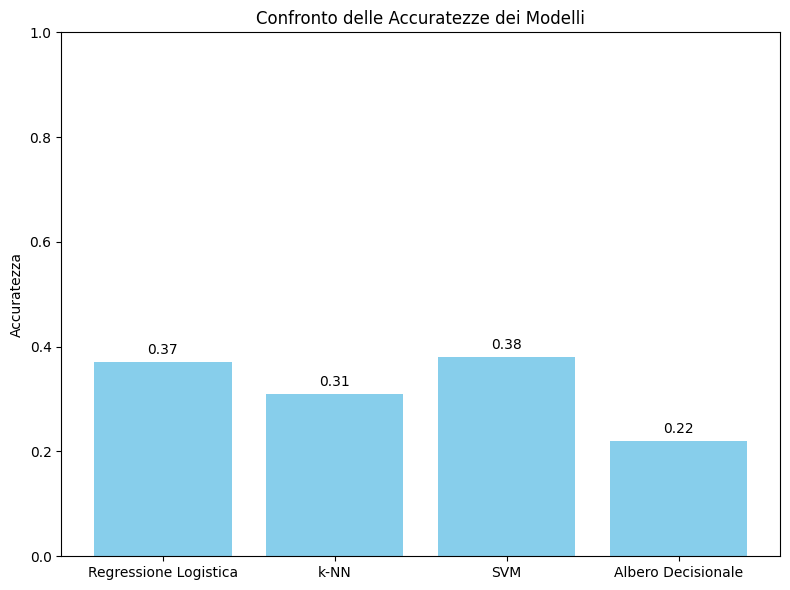 Confronto delle Accuratezze dei Modelli
1.0
0.8
0.6
0.4
0.2
0.0
Accuratezza
0.37
0.31
0.38
0.22
Regressione Logistica
k-NN
SVM
Albero Decisionale